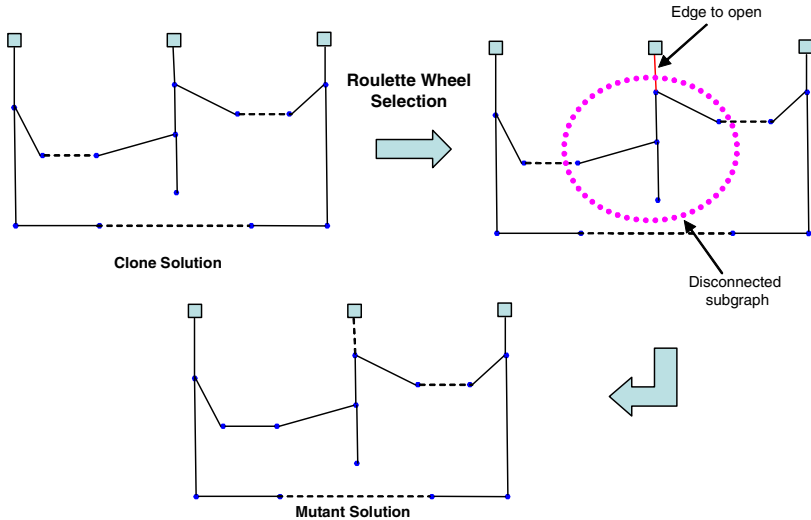 Edge to open
Roulette Wheel
Selection
Clone Solution
Disconnected
subgraph
Mutant Solution